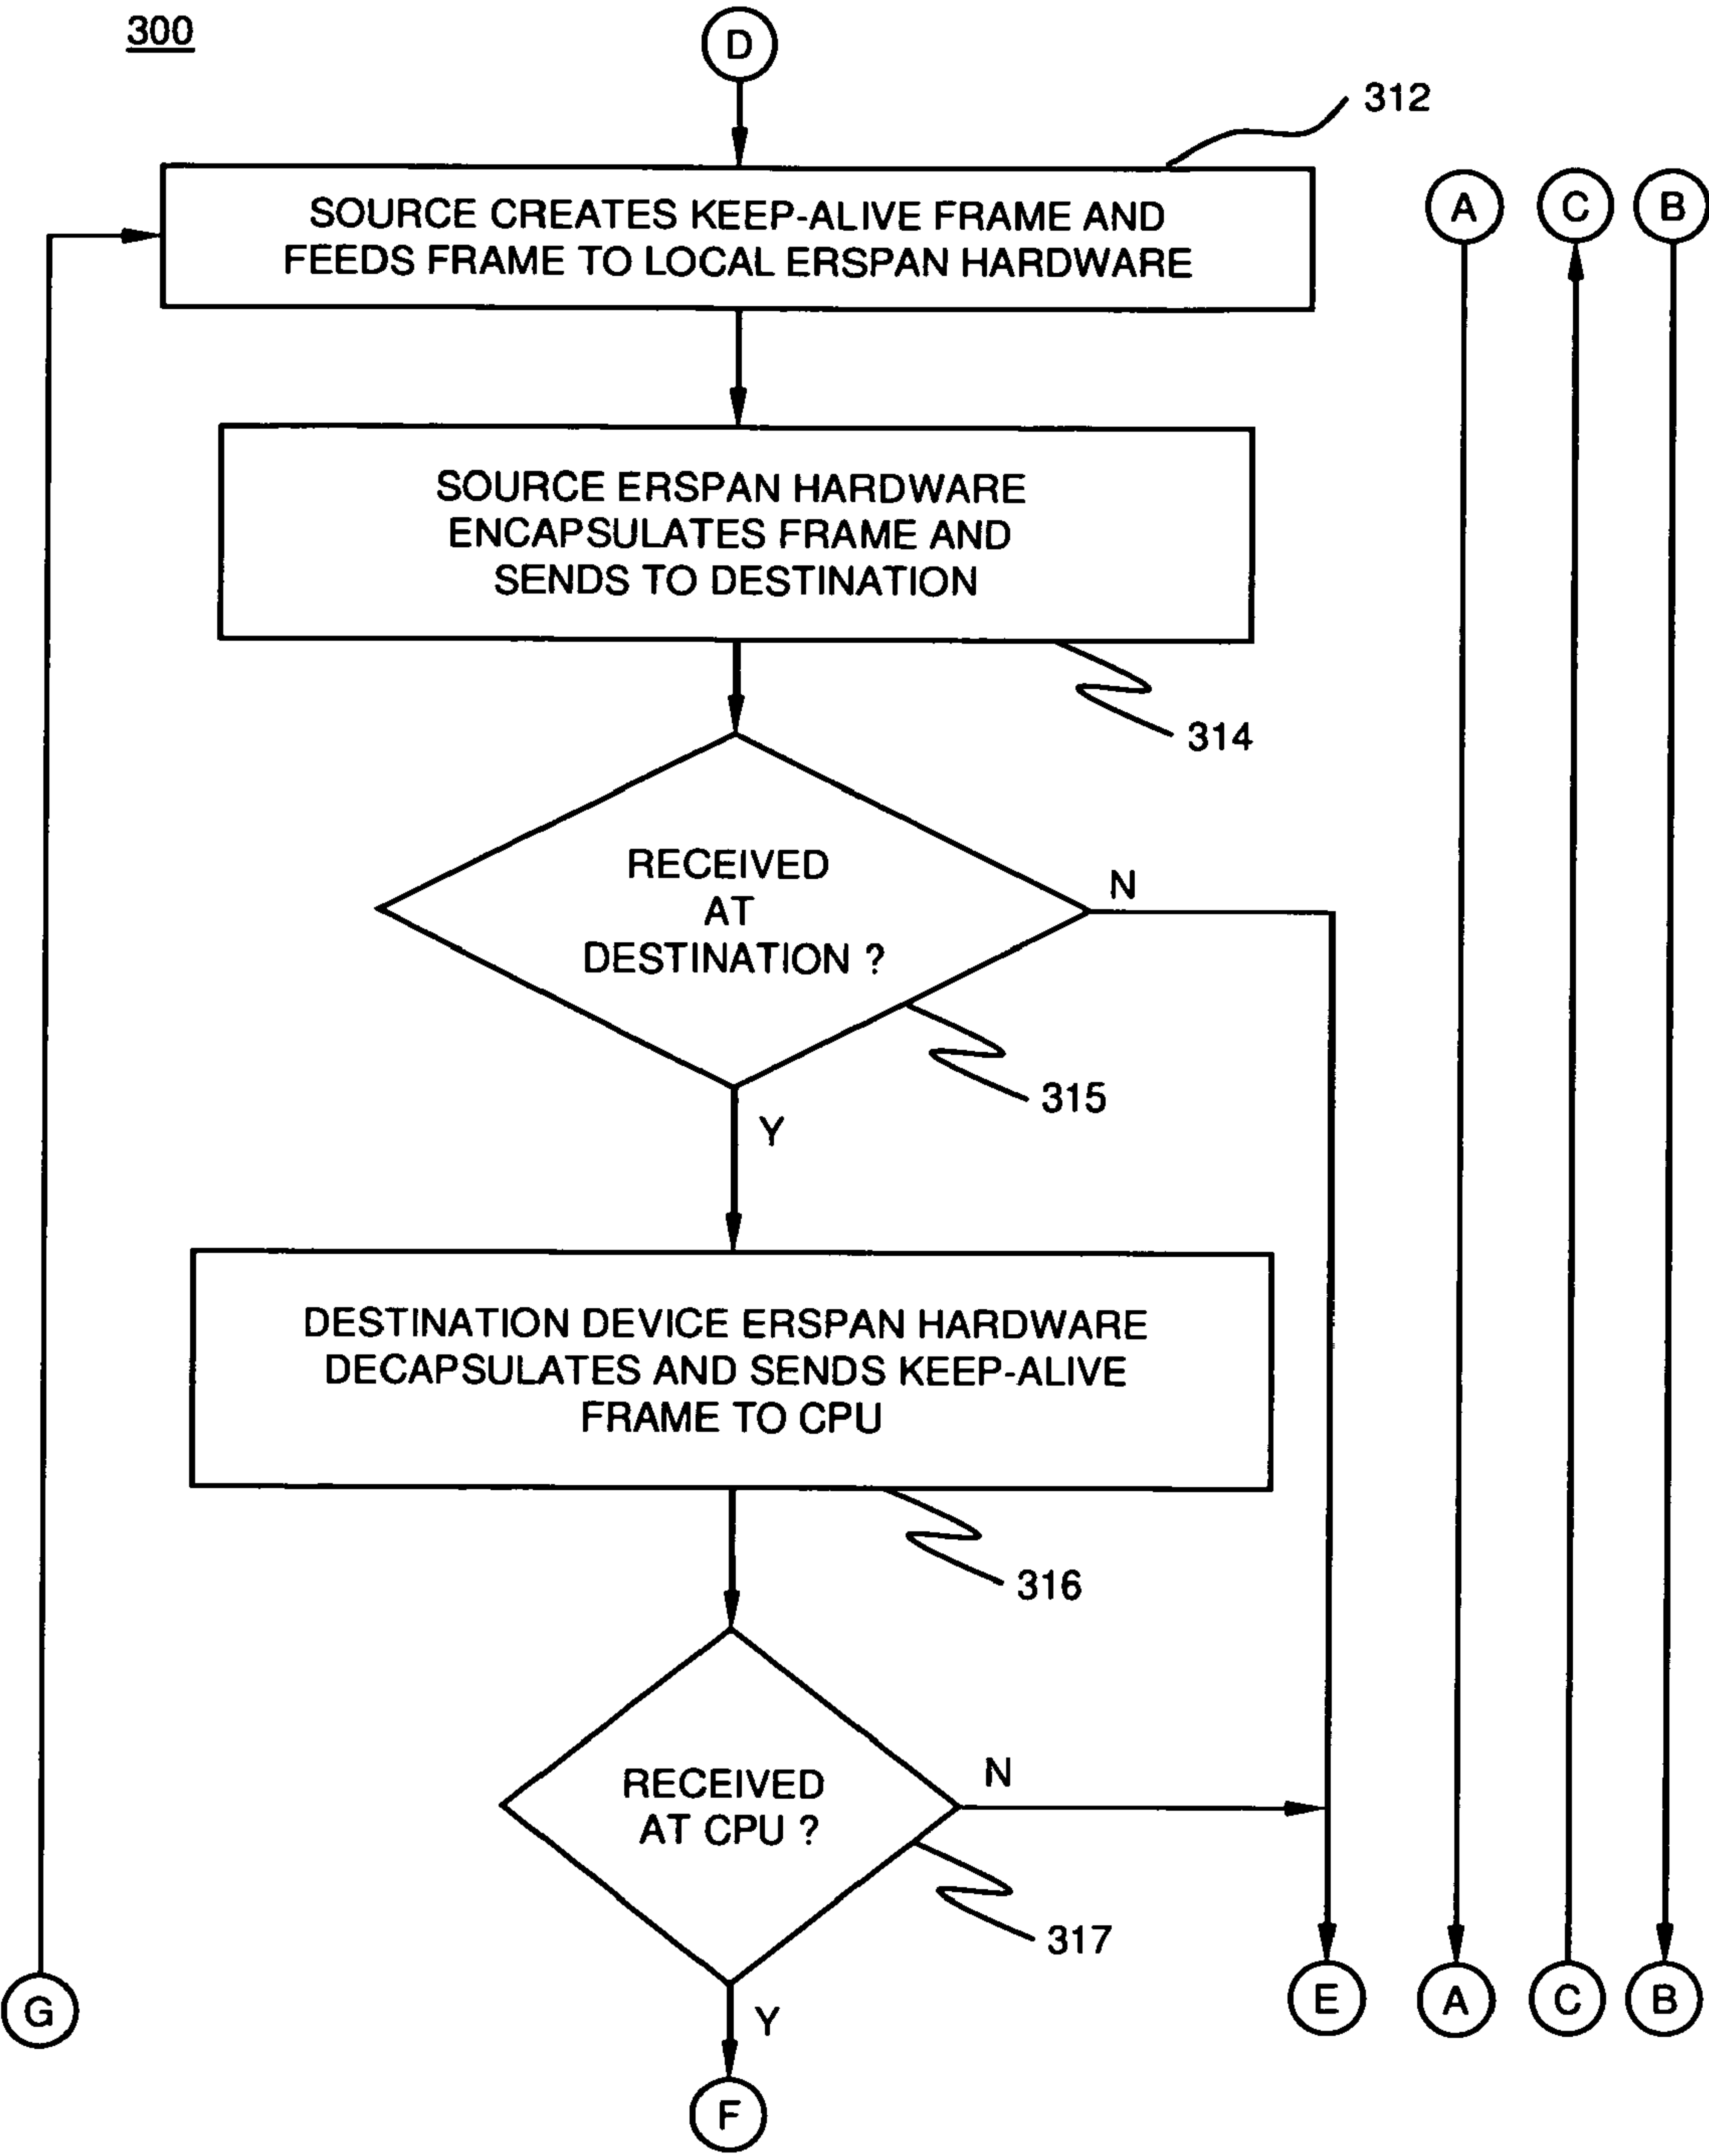 300
D
312
SOURCE CREATES KEEP-ALIVE FRAME AND
FEEDS FRAME TO LOCAL ERSPAN HARDWARE
A
C
B
SOURCE ERSPAN HARDWARE
ENCAPSULATES FRAME AND
SENDS TO DESTINATION
314
RECEIVED
AT
DESTINATION ?
N
315
Y
DESTINATION DEVICE ERSPAN HARDWARE
DECAPSULATES AND SENDS KEEP-ALIVE
FRAME TO CPU
316
RECEIVED
AT CPU ?
N
317
Y
G
E
A
C
B
F